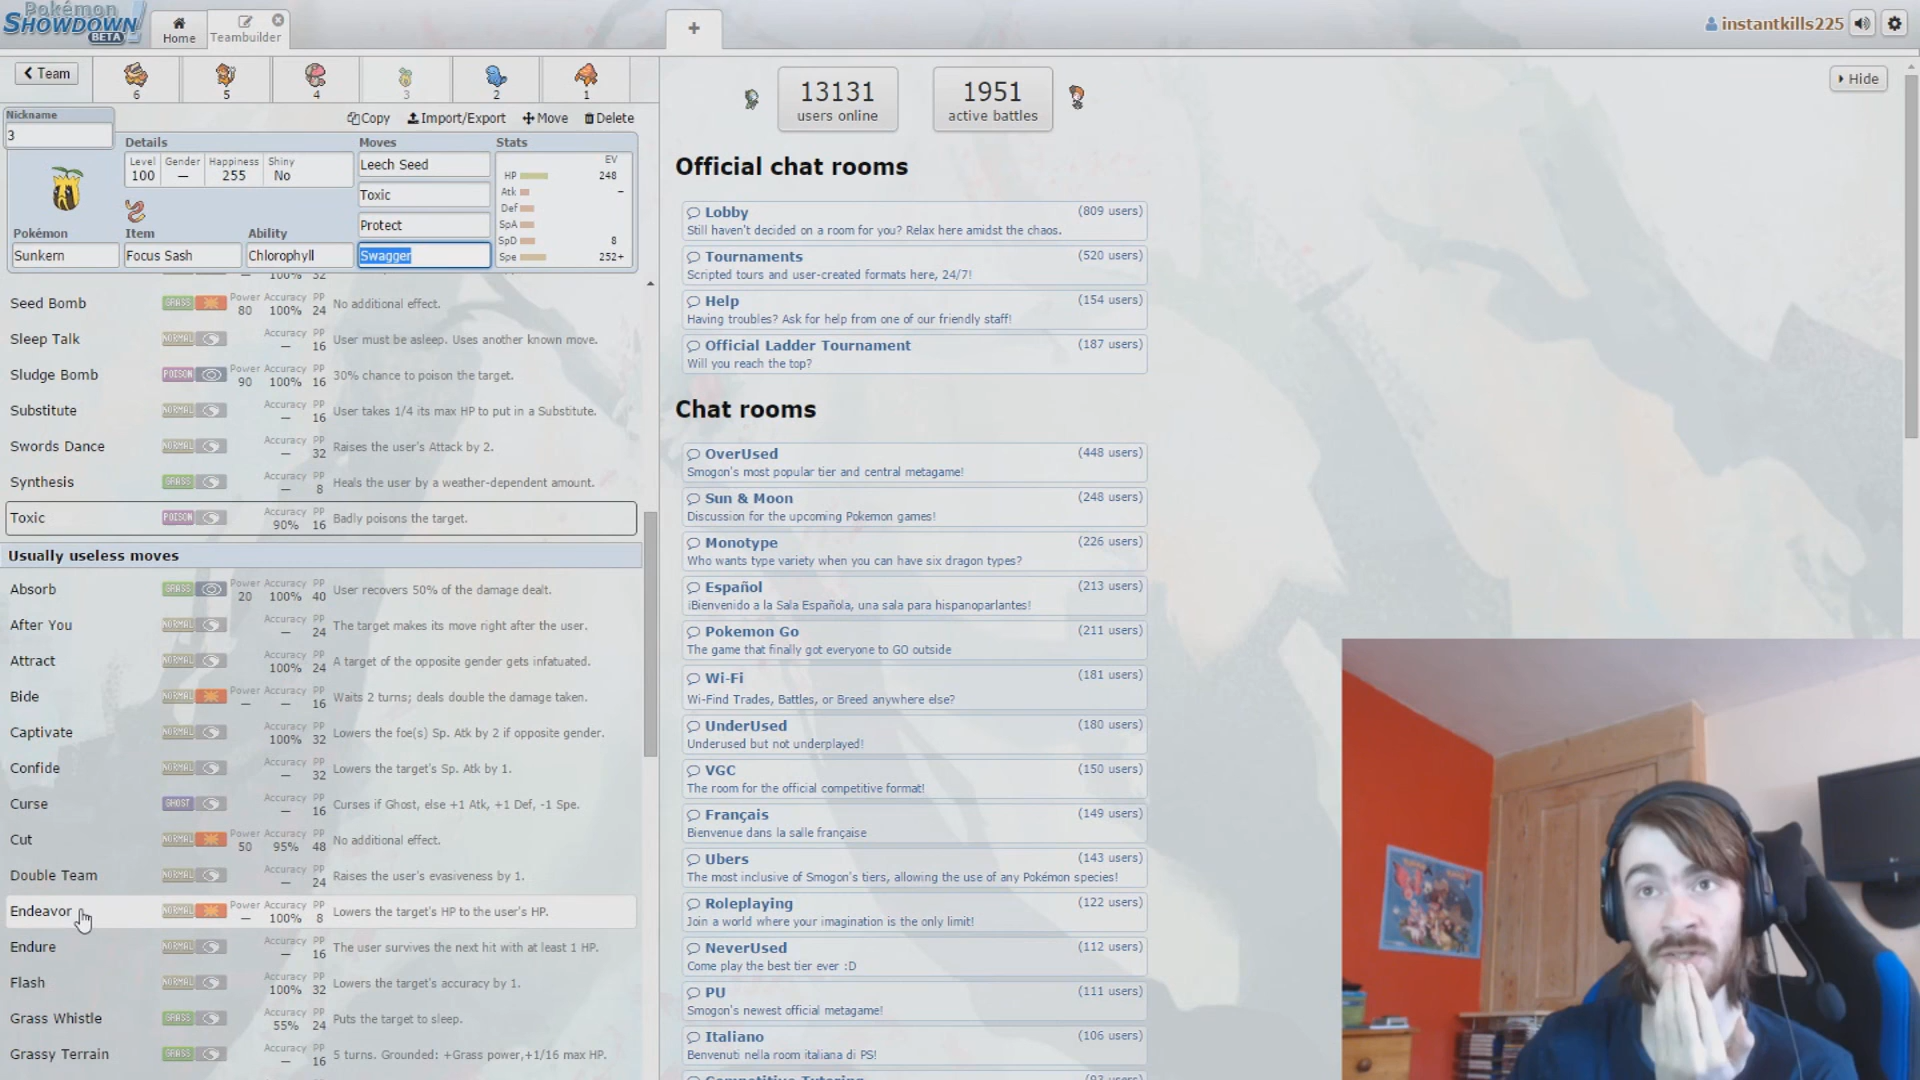 Pokémon
SHOWDOWN
BETA
Home
Teambuilder
+
instantkills225
Team
6
5
4
3
2
1
Nickname
3
Copy
Import/Export
Move
Delete
Details
Level
100
Gender
—
Happiness
255
Shiny
No
Moves
Leech Seed
Toxic
Protect
Swagger
Stats
EV
HP 248
Atk –
Def
SpA
SpD 8
Spe 252+
Pokémon
Sunkern
Item
Focus Sash
Ability
Chlorophyll
Seed Bomb GRASS Power 80 Accuracy 100% PP 24 No additional effect.
Sleep Talk NORMAL Accuracy — PP 16 User must be asleep. Uses another known move.
Sludge Bomb POISON Power 90 Accuracy 100% PP 16 30% chance to poison the target.
Substitute NORMAL Accuracy — PP 16 User takes 1/4 its max HP to put in a Substitute.
Swords Dance NORMAL Accuracy — PP 32 Raises the user's Attack by 2.
Synthesis GRASS Accuracy — PP 8 Heals the user by a weather-dependent amount.
Toxic POISON Accuracy 90% PP 16 Badly poisons the target.
Usually useless moves
Absorb GRASS Power 20 Accuracy 100% PP 40 User recovers 50% of the damage dealt.
After You NORMAL Accuracy — PP 24 The target makes its move right after the user.
Attract NORMAL Accuracy 100% PP 24 A target of the opposite gender gets infatuated.
Bide NORMAL Power — Accuracy — PP 16 Waits 2 turns; deals double the damage taken.
Captivate NORMAL Accuracy 100% PP 32 Lowers the foe(s) Sp. Atk by 2 if opposite gender.
Confide NORMAL Accuracy — PP 32 Lowers the target's Sp. Atk by 1.
Curse GHOST Accuracy — PP 16 Curses if Ghost, else +1 Atk, +1 Def, -1 Spe.
Cut NORMAL Power 50 Accuracy 95% PP 48 No additional effect.
Double Team NORMAL Accuracy — PP 24 Raises the user's evasiveness by 1.
Endeavor NORMAL Power — Accuracy 100% PP 8 Lowers the target's HP to the user's HP.
Endure NORMAL Accuracy — PP 16 The user survives the next hit with at least 1 HP.
Flash NORMAL Accuracy 100% PP 32 Lowers the target's accuracy by 1.
Grass Whistle GRASS Accuracy 55% PP 24 Puts the target to sleep.
Grassy Terrain GRASS Accuracy — PP 16 5 turns. Grounded: +Grass power,+1/16 max HP.
13131
users online
1951
active battles
Hide
Official chat rooms
Lobby (809 users)
Still haven't decided on a room for you? Relax here amidst the chaos.
Tournaments (520 users)
Scripted tours and user-created formats here, 24/7!
Help (154 users)
Having troubles? Ask for help from one of our friendly staff!
Official Ladder Tournament (187 users)
Will you reach the top?
Chat rooms
OverUsed (448 users)
Smogon's most popular tier and central metagame!
Sun & Moon (248 users)
Discussion for the upcoming Pokemon games!
Monotype (226 users)
Who wants type variety when you can have six dragon types?
Español (213 users)
¡Bienvenido a la Sala Española, una sala para hispanoparlantes!
Pokemon Go (211 users)
The game that finally got everyone to GO outside
Wi-Fi (181 users)
Wi-Find Trades, Battles, or Breed anywhere else?
UnderUsed (180 users)
Underused but not underplayed!
VGC (150 users)
The room for the official competitive format!
Français (149 users)
Bienvenue dans la salle française
Ubers (143 users)
The most inclusive of Smogon's tiers, allowing the use of any Pokémon species!
Roleplaying (122 users)
Join a world where your imagination is the only limit!
NeverUsed (112 users)
Come play the best tier ever :D
PU (111 users)
Smogon's newest official metagame!
Italiano (106 users)
Benvenuti nella room italiana di PS!
Competitive Tutoring (93 users)